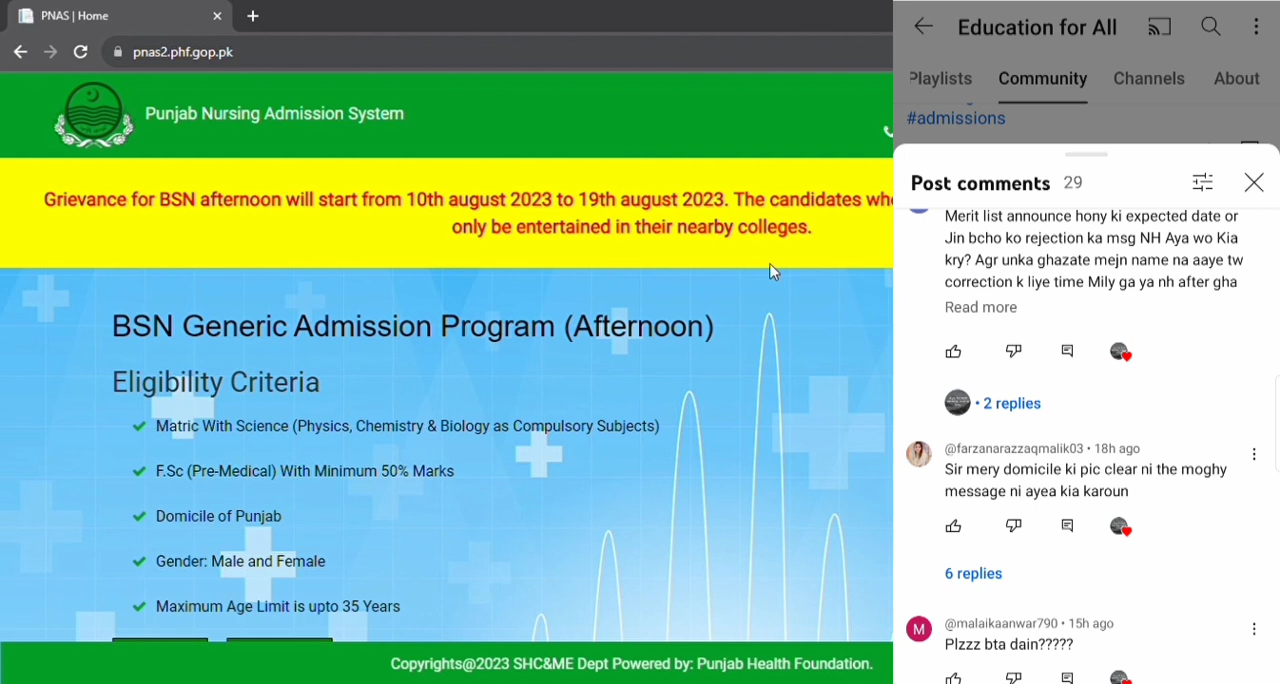 PNAS | Home
pnas2.phf.gop.pk
Punjab Nursing Admission System
Grievance for BSN afternoon will start from 10th august 2023 to 19th august 2023. The candidates
only be entertained in their nearby colleges.
BSN Generic Admission Program (Afternoon)
Eligibility Criteria
Matric With Science (Physics, Chemistry & Biology as Compulsory Subjects)
F.Sc (Pre-Medical) With Minimum 50% Marks
Domicile of Punjab
Gender: Male and Female
Maximum Age Limit is upto 35 Years
Copyrights@2023 SHC&ME Dept Powered by: Punjab Health Foundation.
Education for All
Playlists Community Channels About
#admissions
Post comments 29
Merit list announce hony ki expected date or
Jin bcho ko rejection ka msg NH Aya wo Kia
kry? Agr unka ghazate mejn name na aaye tw
correction k liye time Mily ga ya nh after gha
Read more
• 2 replies
@farzanarazzaqmalik03 • 18h ago
Sir mery domicile ki pic clear ni the moghy
message ni ayea kia karoun
6 replies
M
@malaikaanwar790 • 15h ago
Plzzz bta dain?????